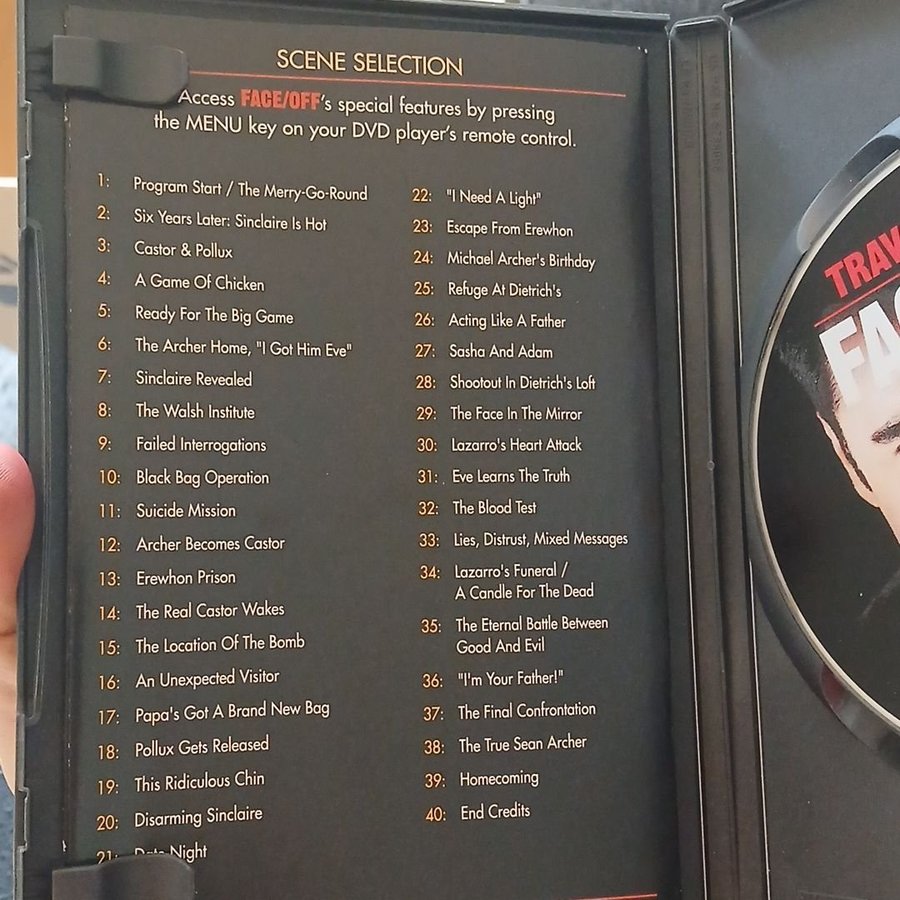 SCENE SELECTION
Access FACE/OFF's special features by pressing
the MENU key on your DVD player's remote control.
1: Program Start / The Merry-Go-Round
2: Six Years Later: Sinclaire Is Hot
3: Castor & Pollux
4: A Game Of Chicken
5: Ready For The Big Game
6: The Archer Home, "I Got Him Eve"
7: Sinclaire Revealed
8: The Walsh Institute
9: Failed Interrogations
10: Black Bag Operation
11: Suicide Mission
12: Archer Becomes Castor
13: Erewhon Prison
14: The Real Castor Wakes
15: The Location Of The Bomb
16: An Unexpected Visitor
17: Papa's Got A Brand New Bag
18: Pollux Gets Released
19: This Ridiculous Chin
20: Disarming Sinclaire
21: Date Night
22: "I Need A Light"
23: Escape From Erewhon
24: Michael Archer's Birthday
25: Refuge At Dietrich's
26: Acting Like A Father
27: Sasha And Adam
28: Shootout In Dietrich's Loft
29: The Face In The Mirror
30: Lazarro's Heart Attack
31: Eve Learns The Truth
32: The Blood Test
33: Lies, Distrust, Mixed Messages
34: Lazarro's Funeral /
A Candle For The Dead
35: The Eternal Battle Between
Good And Evil
36: "I'm Your Father!"
37: The Final Confrontation
38: The True Sean Archer
39: Homecoming
40: End Credits
TRAV
FAC